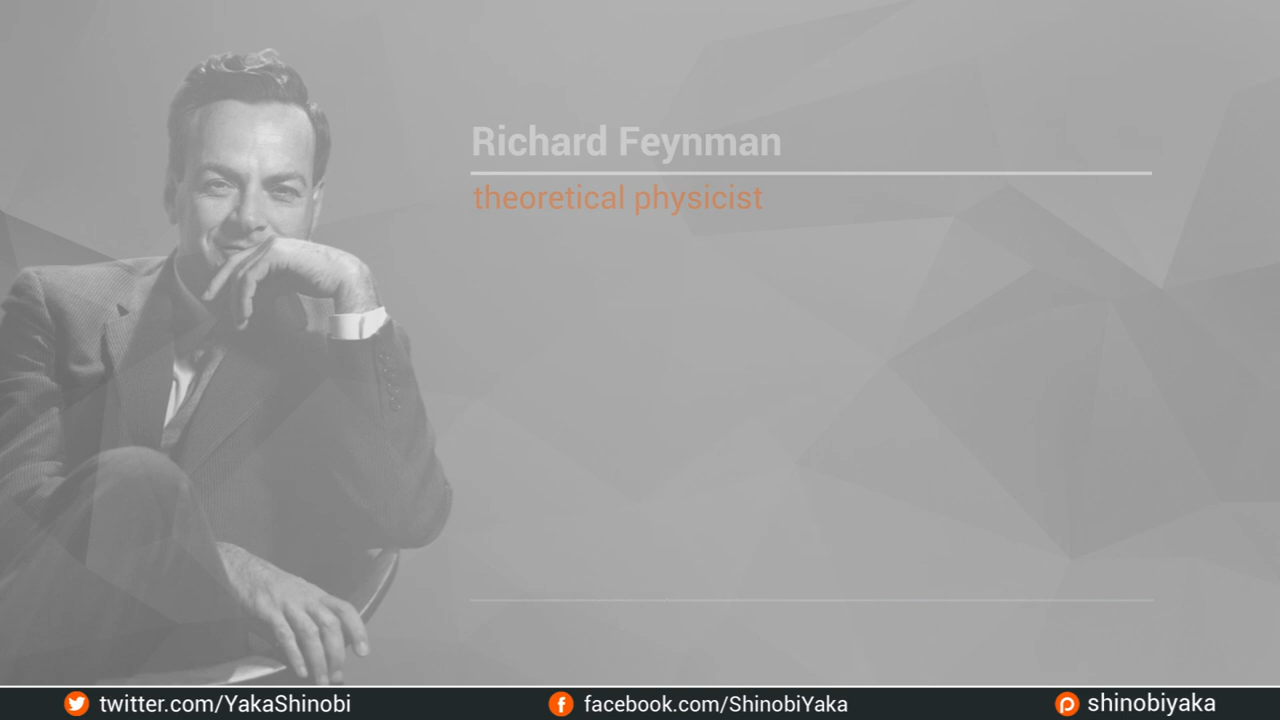 Richard Feynman
theoretical physicist
twitter.com/YakaShinobi
facebook.com/ShinobiYaka
shinobiyaka